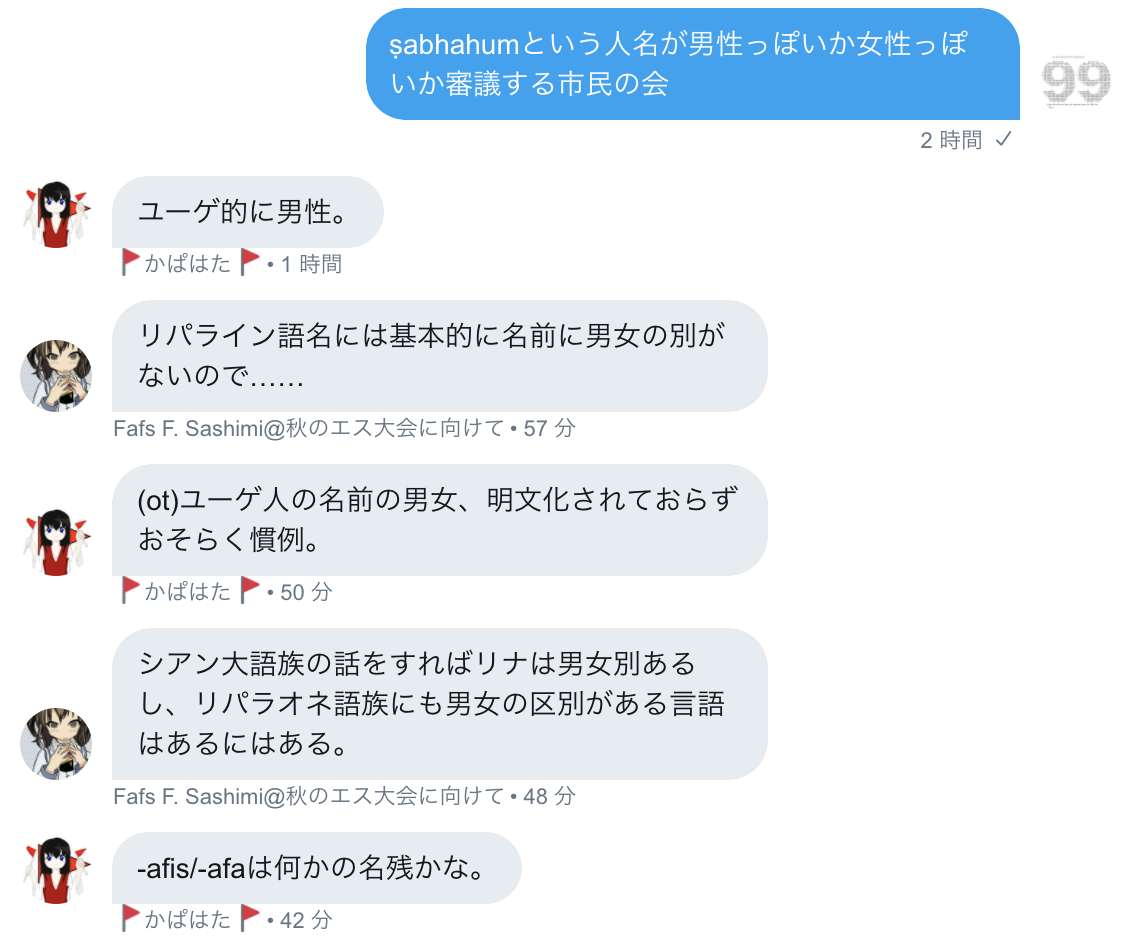 ṣabhahumという人名が男性っぽいか女性っぽ
いか審議する市民の会
99
2 時間 ✓
ユーゲ的に男性。
🚩かぱはた🚩 • 1 時間
リパライン語名には基本的に名前に男女の別が
ないので……
Fafs F. Sashimi@秋のエス大会に向けて • 57 分
(ot)ユーゲ人の名前の男女、明文化されておらず
おそらく慣例。
🚩かぱはた🚩 • 50 分
シアン大語族の話をすればリナは男女別ある
し、リパラオネ語族にも男女の区別がある言語
はあるにはある。
Fafs F. Sashimi@秋のエス大会に向けて • 48 分
-afis/-afaは何かの名残かな。
🚩かぱはた🚩 • 42 分